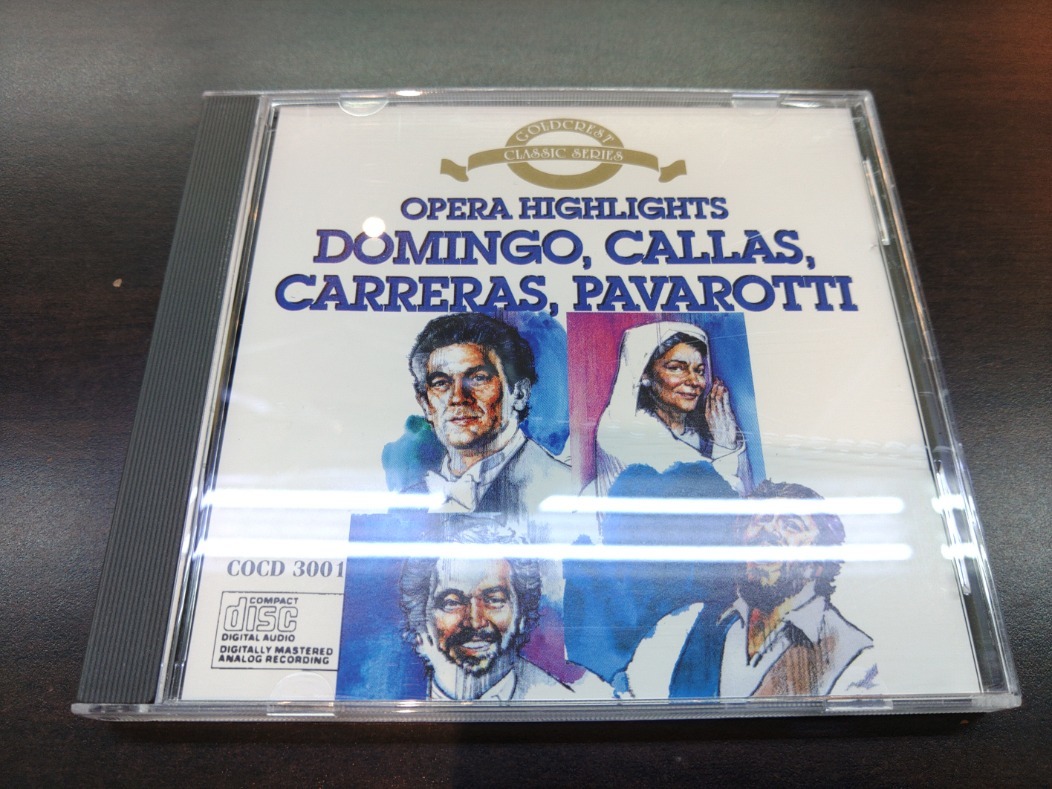 GOLDCREST
CLASSIC SERIES
OPERA HIGHLIGHTS
DOMINGO, CALLAS,
CARRERAS, PAVAROTTI
COCD 3001
COMPACT
disc
DIGITAL AUDIO
DIGITALLY MASTERED
ANALOG RECORDING